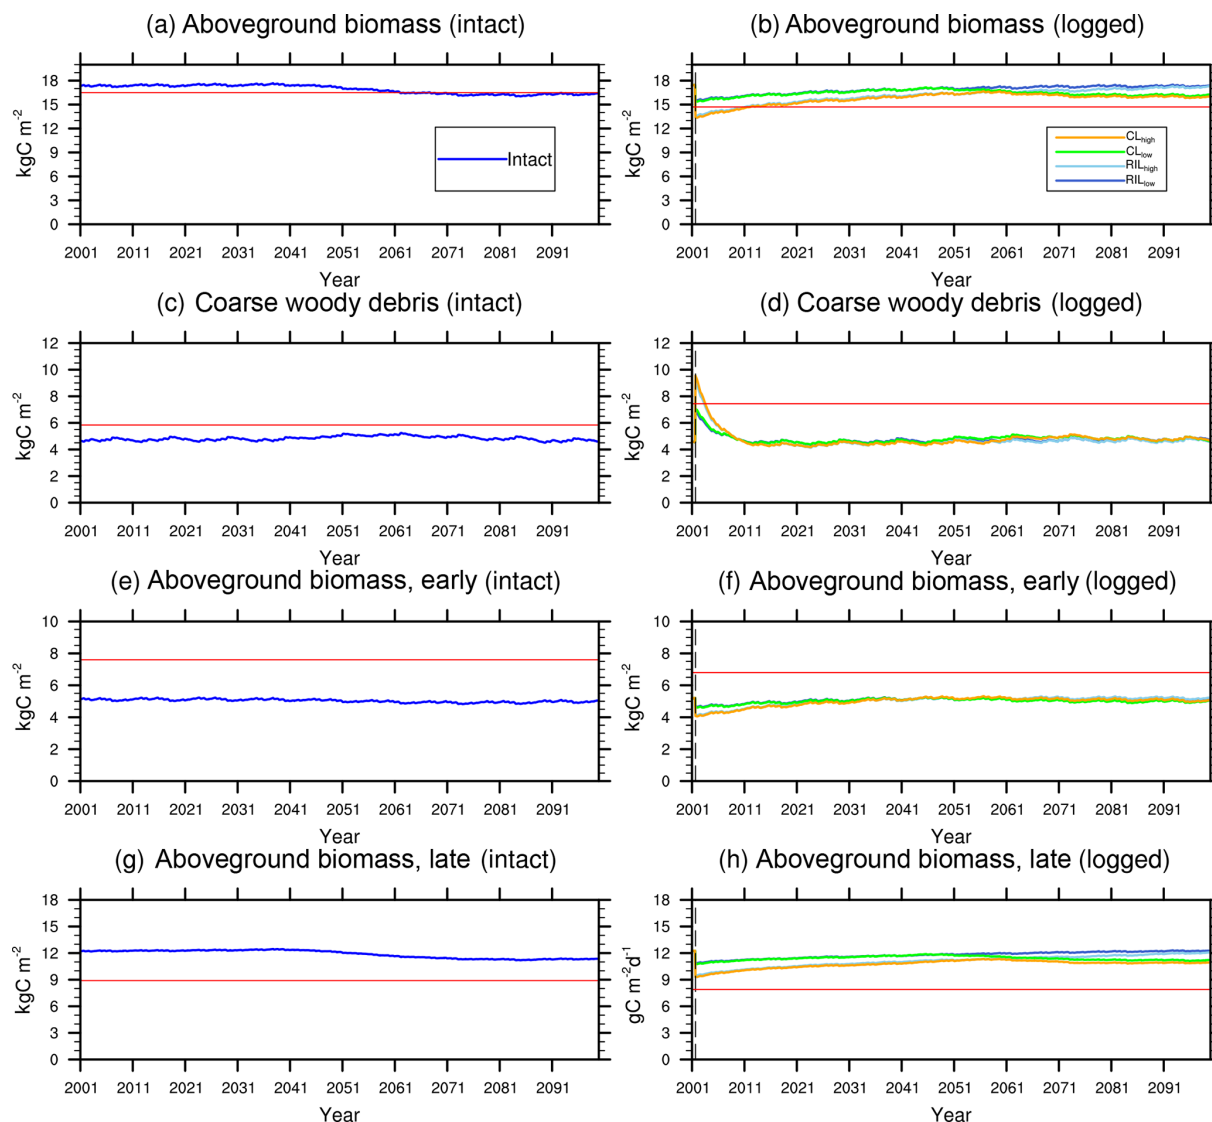 (a) Aboveground biomass (intact)
kgC m-2
18
15
12
9
6
3
0
Intact
2001 2011 2021 2031 2041 2051 2061 2071 2081 2091
Year
(b) Aboveground biomass (logged)
kgC m-2
18
15
12
9
6
3
0
CLhigh
CLlow
RILhigh
RILlow
2001 2011 2021 2031 2041 2051 2061 2071 2081 2091
Year
(c) Coarse woody debris (intact)
kgC m-2
12
10
8
6
4
2
0
2001 2011 2021 2031 2041 2051 2061 2071 2081 2091
Year
(d) Coarse woody debris (logged)
kgC m-2
12
10
8
6
4
2
0
2001 2011 2021 2031 2041 2051 2061 2071 2081 2091
Year
(e) Aboveground biomass, early (intact)
kgC m-2
10
8
6
4
2
0
2001 2011 2021 2031 2041 2051 2061 2071 2081 2091
Year
(f) Aboveground biomass, early (logged)
kgC m-2
10
8
6
4
2
0
2001 2011 2021 2031 2041 2051 2061 2071 2081 2091
Year
(g) Aboveground biomass, late (intact)
kgC m-2
18
15
12
9
6
3
0
2001 2011 2021 2031 2041 2051 2061 2071 2081 2091
Year
(h) Aboveground biomass, late (logged)
gC m-2d-1
18
15
12
9
6
3
0
2001 2011 2021 2031 2041 2051 2061 2071 2081 2091
Year